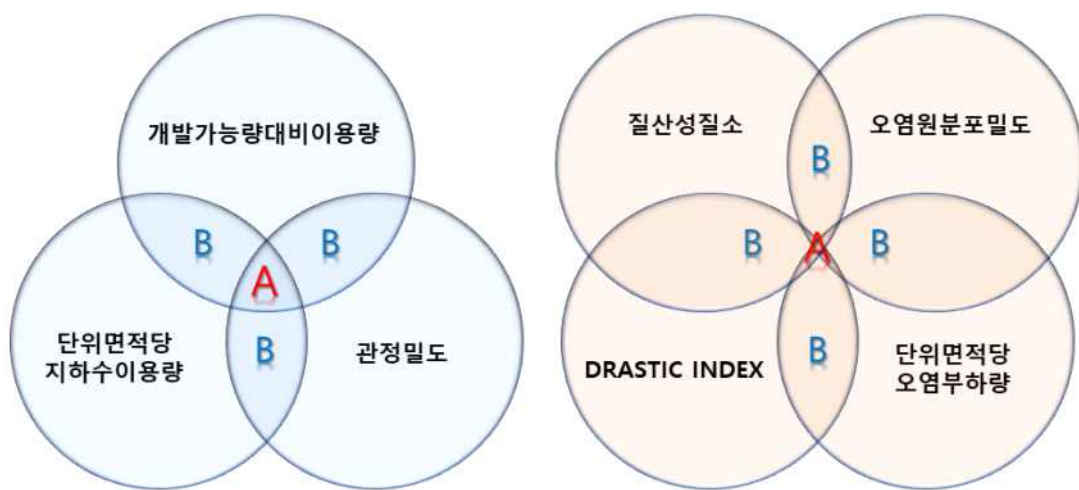 개발가능량대비이용량
B
B
A
B
단위면적당
지하수이용량
관정밀도
질산성질소
오염원분포밀도
B
B
A
B
B
DRASTIC INDEX
단위면적당
오염부하량